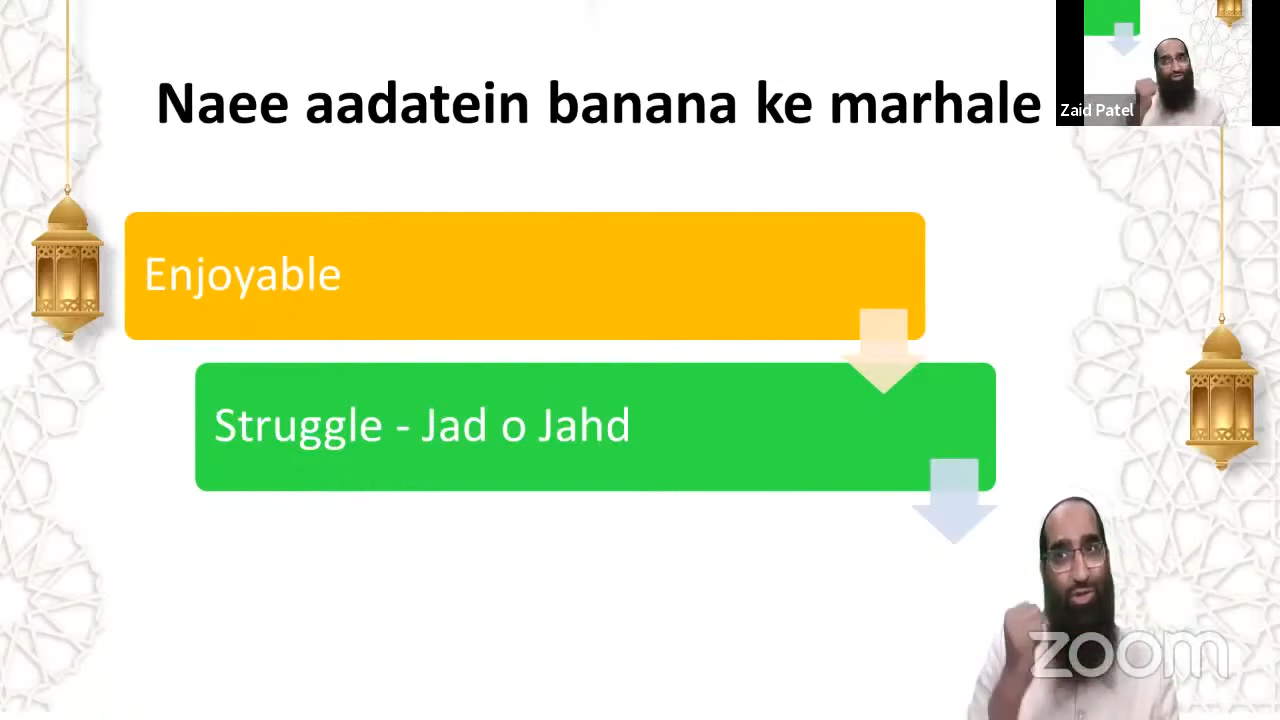 Naee aadatein banana ke marhale
Zaid Patel
Enjoyable
Struggle - Jad o Jahd
zoom